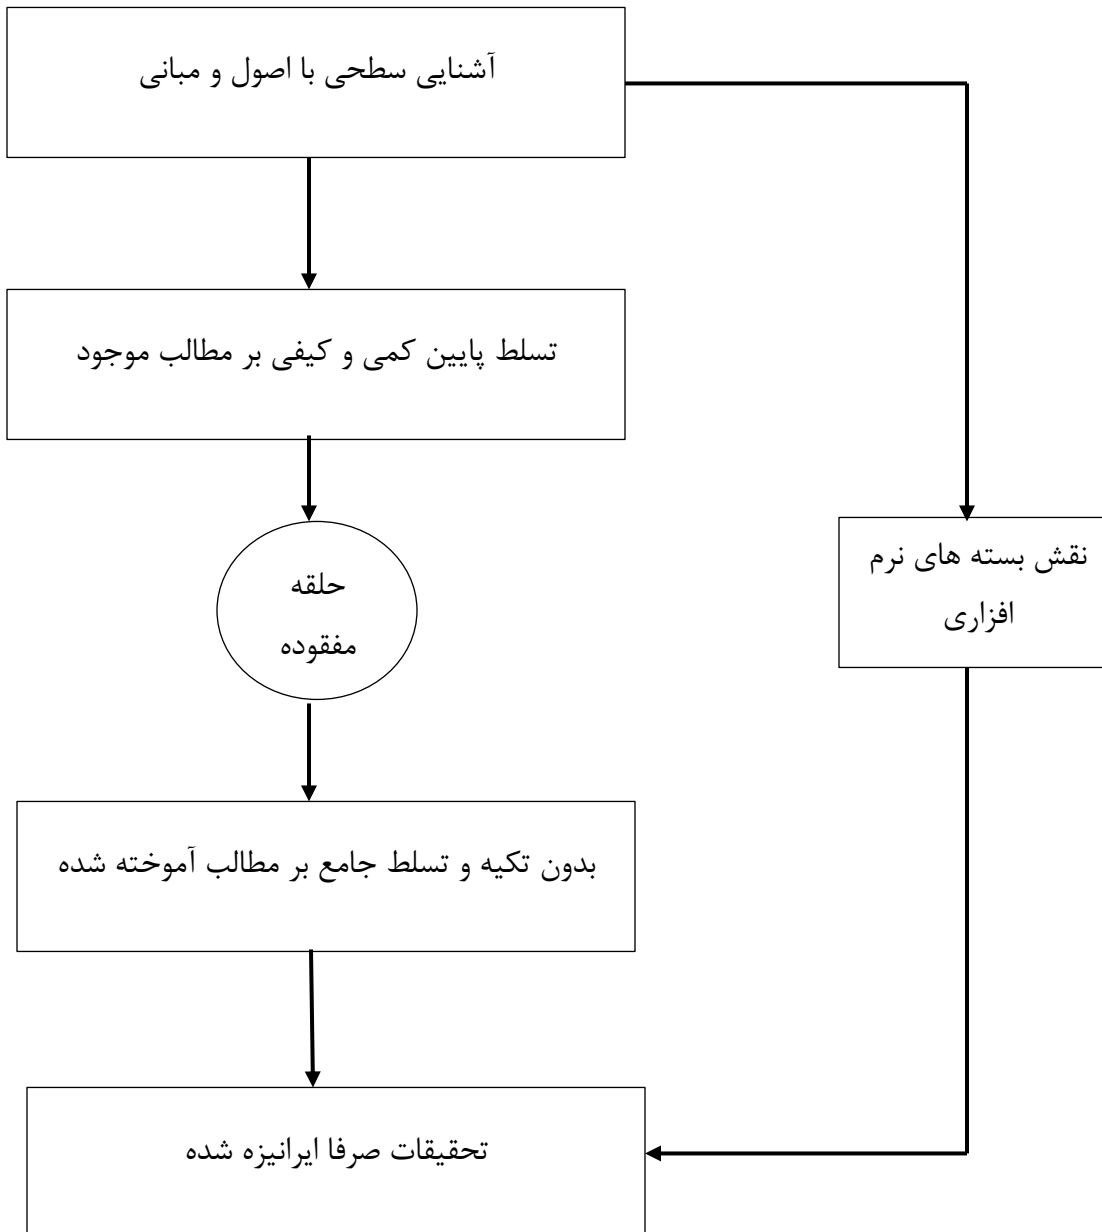 آشنایی سطحی با اصول و مبانی
تسلط پایین کمی و کیفی بر مطالب موجود
حلقه
مفقوده
نقش بسته های نرم
افزاری
بدون تکیه و تسلط جامع بر مطالب آموخته شده
تحقیقات صرفا ایرانیزه شده